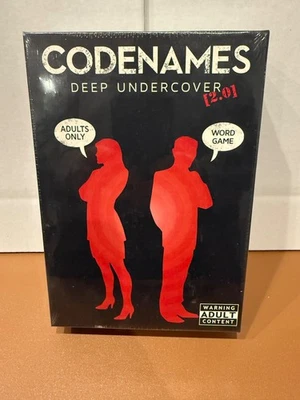 CODENAMES
DEEP UNDERCOVER
[2.0]
ADULTS
ONLY
WORD
GAME
WARNING
ADULT
CONTENT